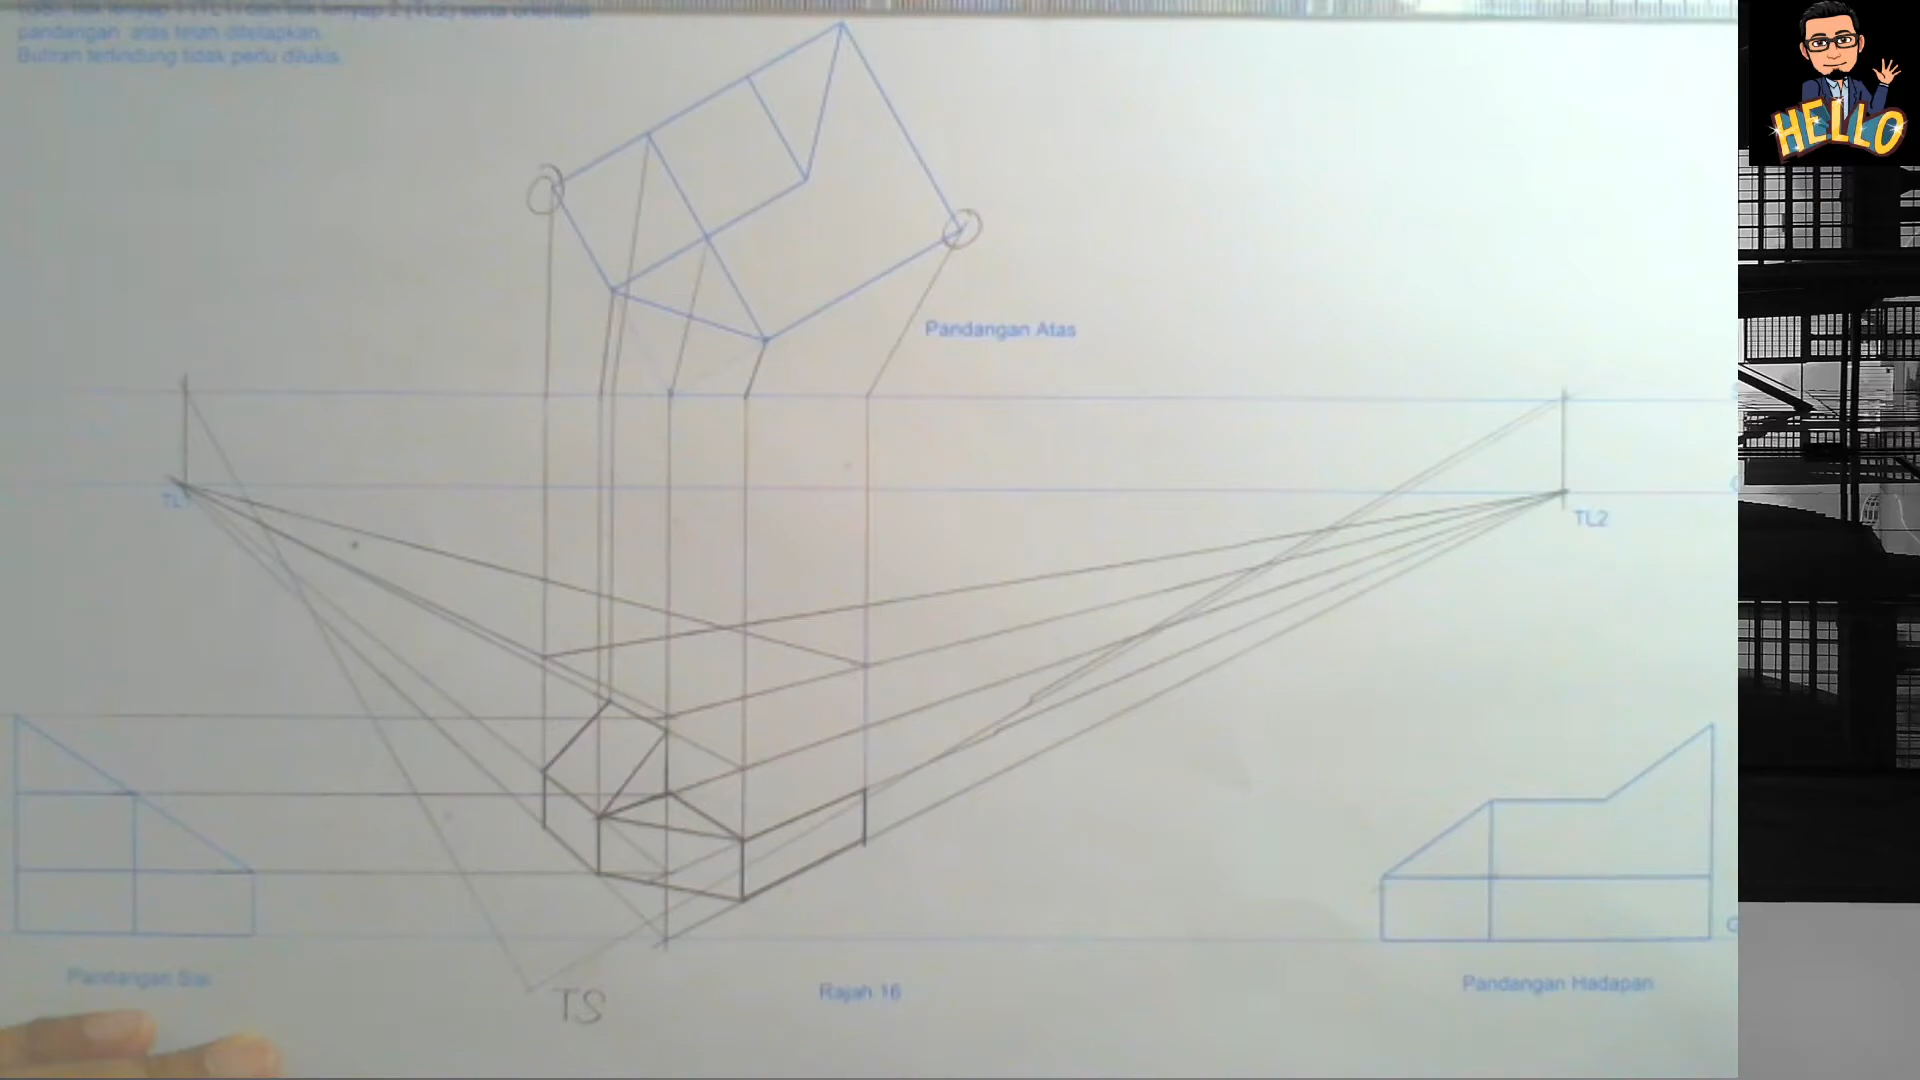 pandangan atas telah ditetapkan.
Butiran terlindung tidak perlu dilukis.
HELLO
Pandangan Atas
TL1
TL2
Pandangan Sisi
TS
Rajah 16
Pandangan Hadapan